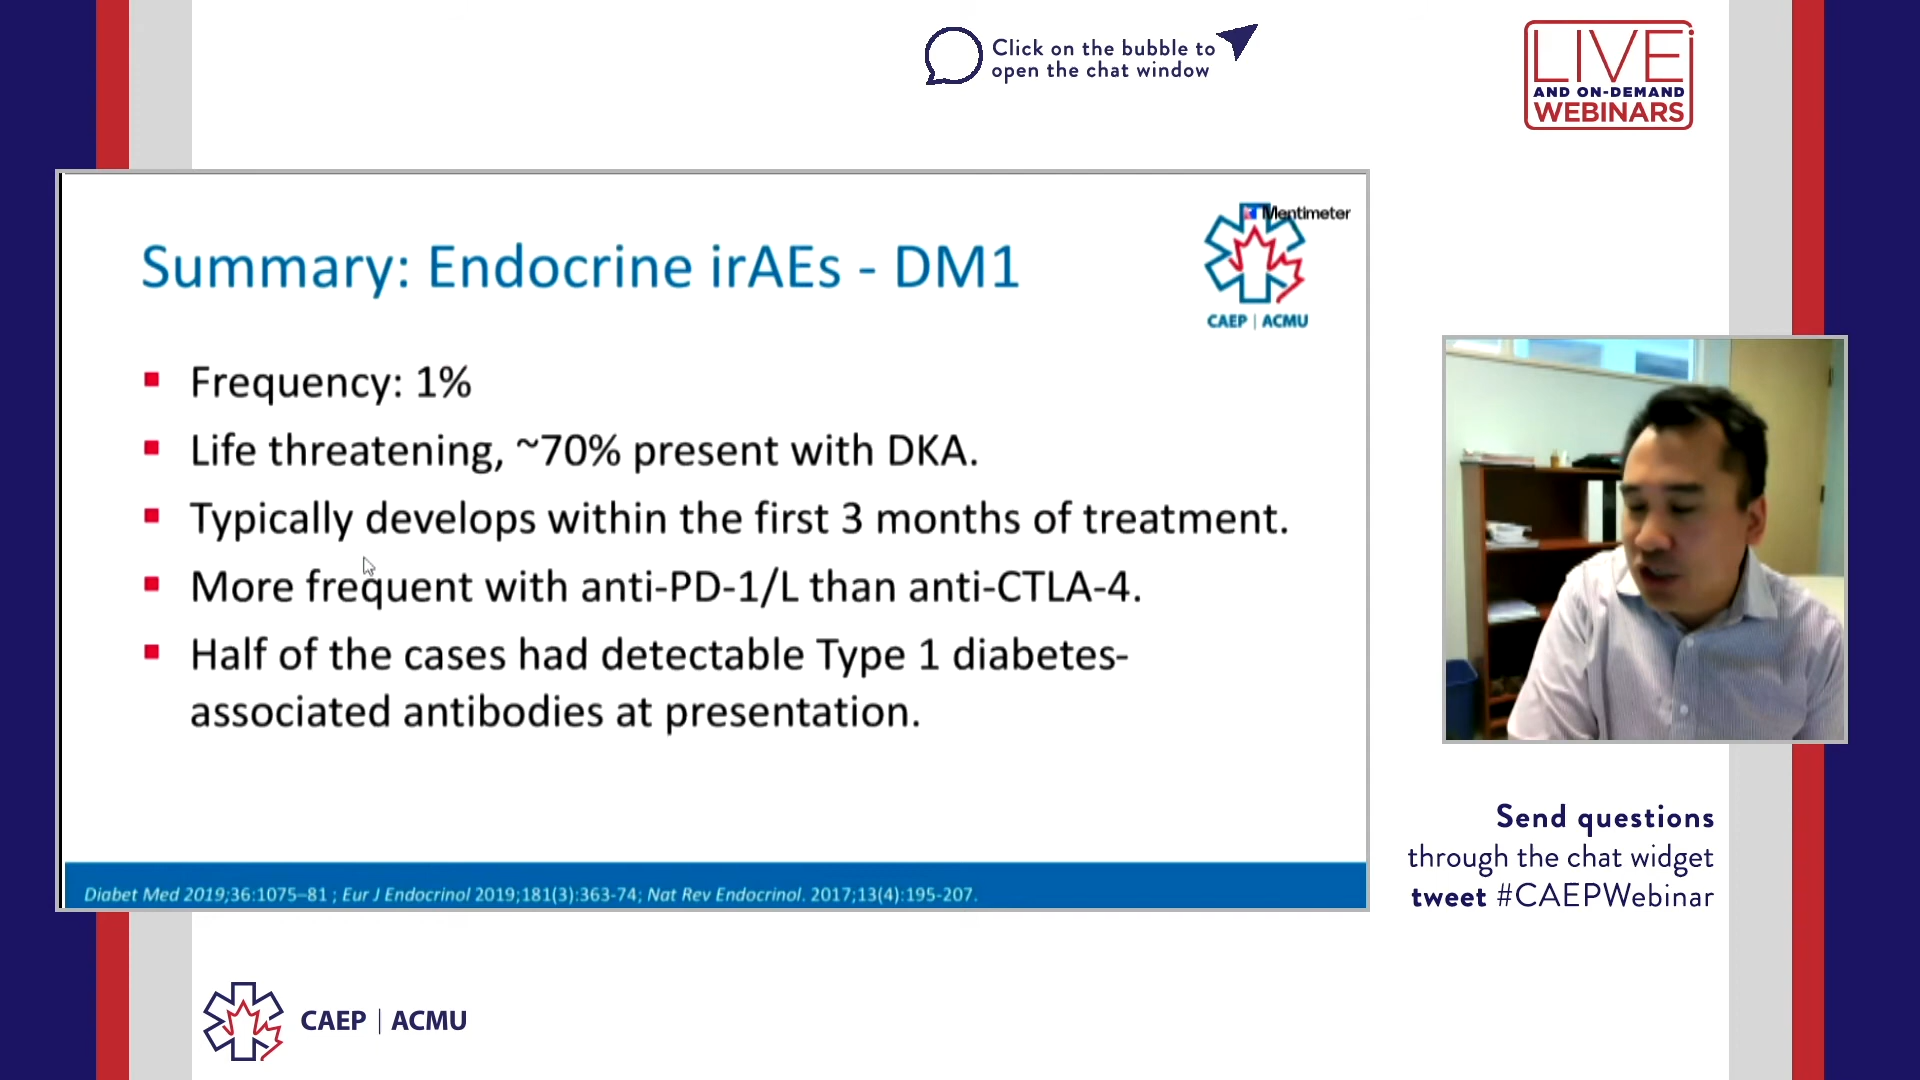 Click on the bubble to
open the chat window
LIVE
AND ON-DEMAND
WEBINARS
Mentimeter
CAEP | ACMU
Summary: Endocrine irAEs - DM1
Frequency: 1%
Life threatening, ~70% present with DKA.
Typically develops within the first 3 months of treatment.
More frequent with anti-PD-1/L than anti-CTLA-4.
Half of the cases had detectable Type 1 diabetes-
associated antibodies at presentation.
Diabet Med 2019;36:1075–81 ; Eur J Endocrinol 2019;181(3):363-74; Nat Rev Endocrinol. 2017;13(4):195-207.
Send questions
through the chat widget
tweet #CAEPWebinar
CAEP | ACMU